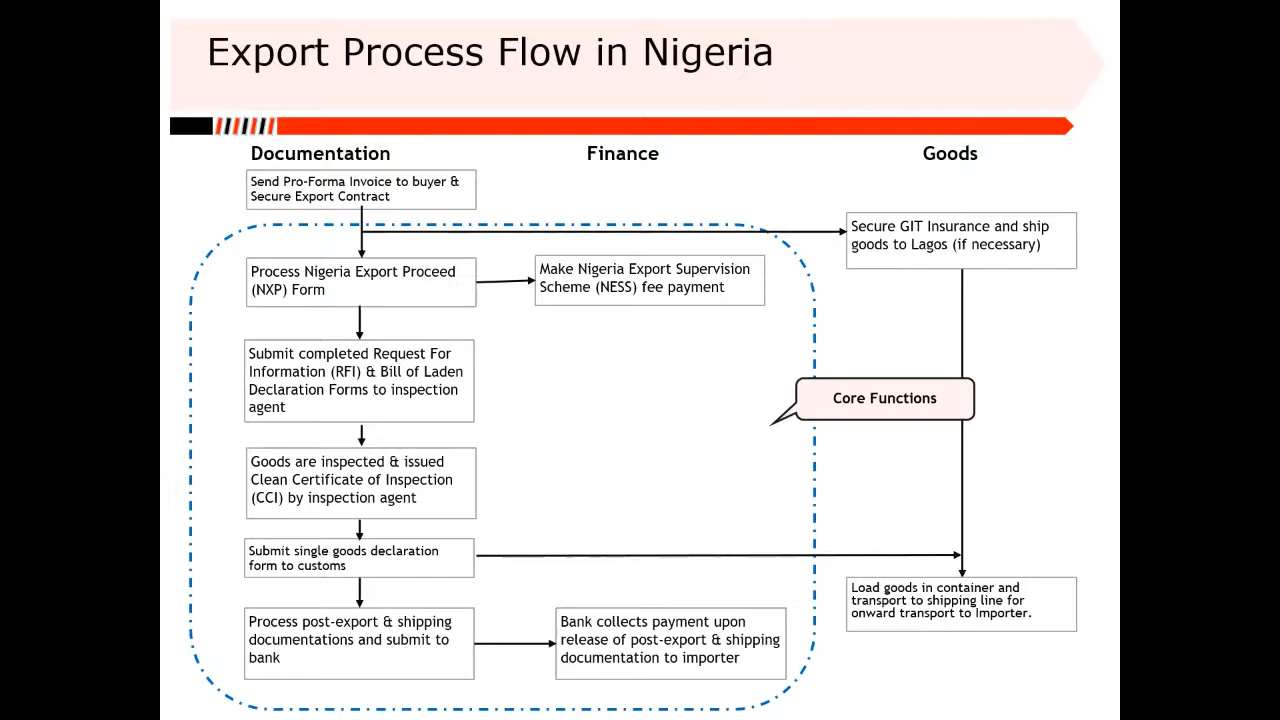 Export Process Flow in Nigeria
Documentation
Finance
Goods
Send Pro-Forma Invoice to buyer &
Secure Export Contract
Secure GIT Insurance and ship
goods to Lagos (if necessary)
Process Nigeria Export Proceed
(NXP) Form
Make Nigeria Export Supervision
Scheme (NESS) fee payment
Submit completed Request For
Information (RFI) & Bill of Laden
Declaration Forms to inspection
agent
Core Functions
Goods are inspected & issued
Clean Certificate of Inspection
(CCI) by inspection agent
Submit single goods declaration
form to customs
Load goods in container and
transport to shipping line for
onward transport to Importer.
Process post-export & shipping
documentations and submit to
bank
Bank collects payment upon
release of post-export & shipping
documentation to importer